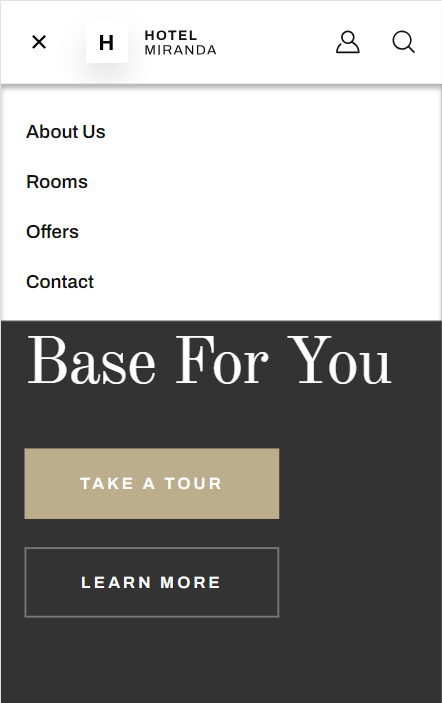 H
HOTEL
MIRANDA
About Us
Rooms
Offers
Contact
Base For You
TAKE A TOUR
LEARN MORE